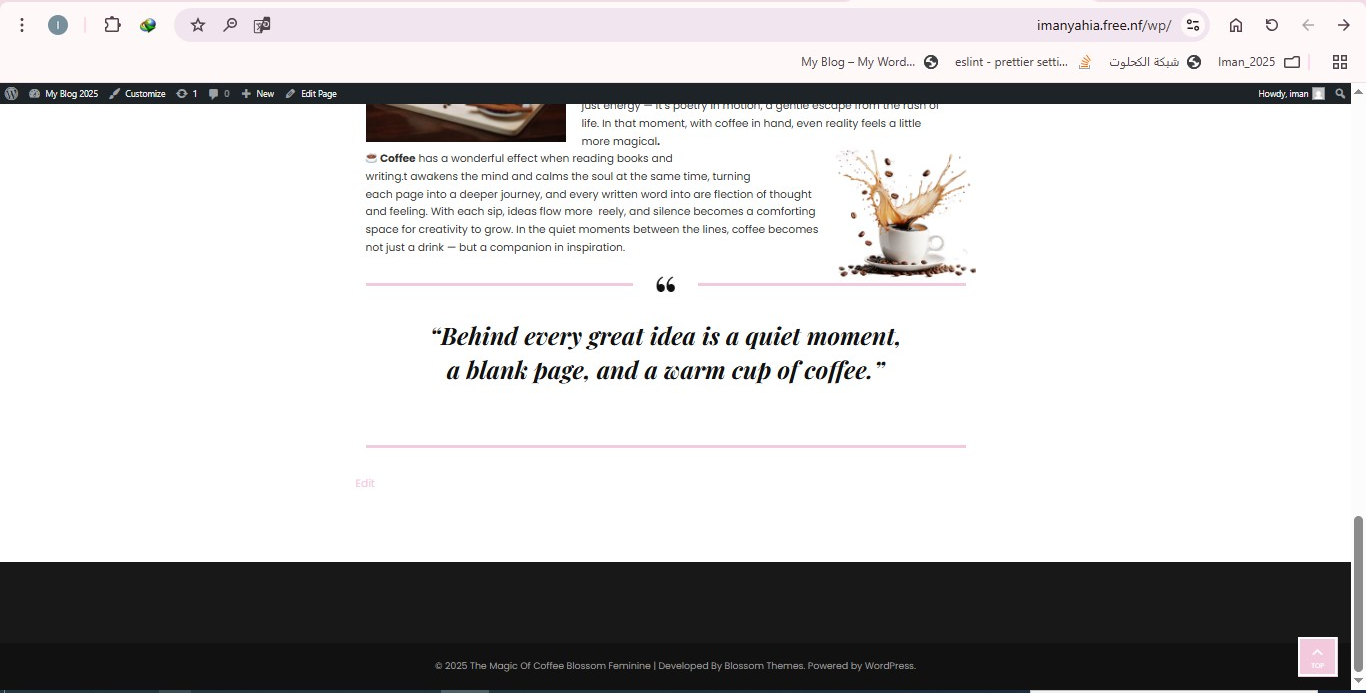 I
imanyahia.free.nf/wp/
My Blog – My Word...
eslint - prettier setti...
شبكة الكحلوت
Iman_2025
My Blog 2025
Customize
1
0
New
Edit Page
Howdy, iman
just energy — it's poetry in motion, a gentle escape from the rush of
life. In that moment, with coffee in hand, even reality feels a little
more magical.
☕ Coffee has a wonderful effect when reading books and
writing.t awakens the mind and calms the soul at the same time, turning
each page into a deeper journey, and every written word into are flection of thought
and feeling. With each sip, ideas flow more  reely, and silence becomes a comforting
space for creativity to grow. In the quiet moments between the lines, coffee becomes
not just a drink — but a companion in inspiration.
“
“Behind every great idea is a quiet moment,
a blank page, and a warm cup of coffee.”
Edit
© 2025 The Magic Of Coffee Blossom Feminine | Developed By Blossom Themes. Powered by WordPress.
TOP